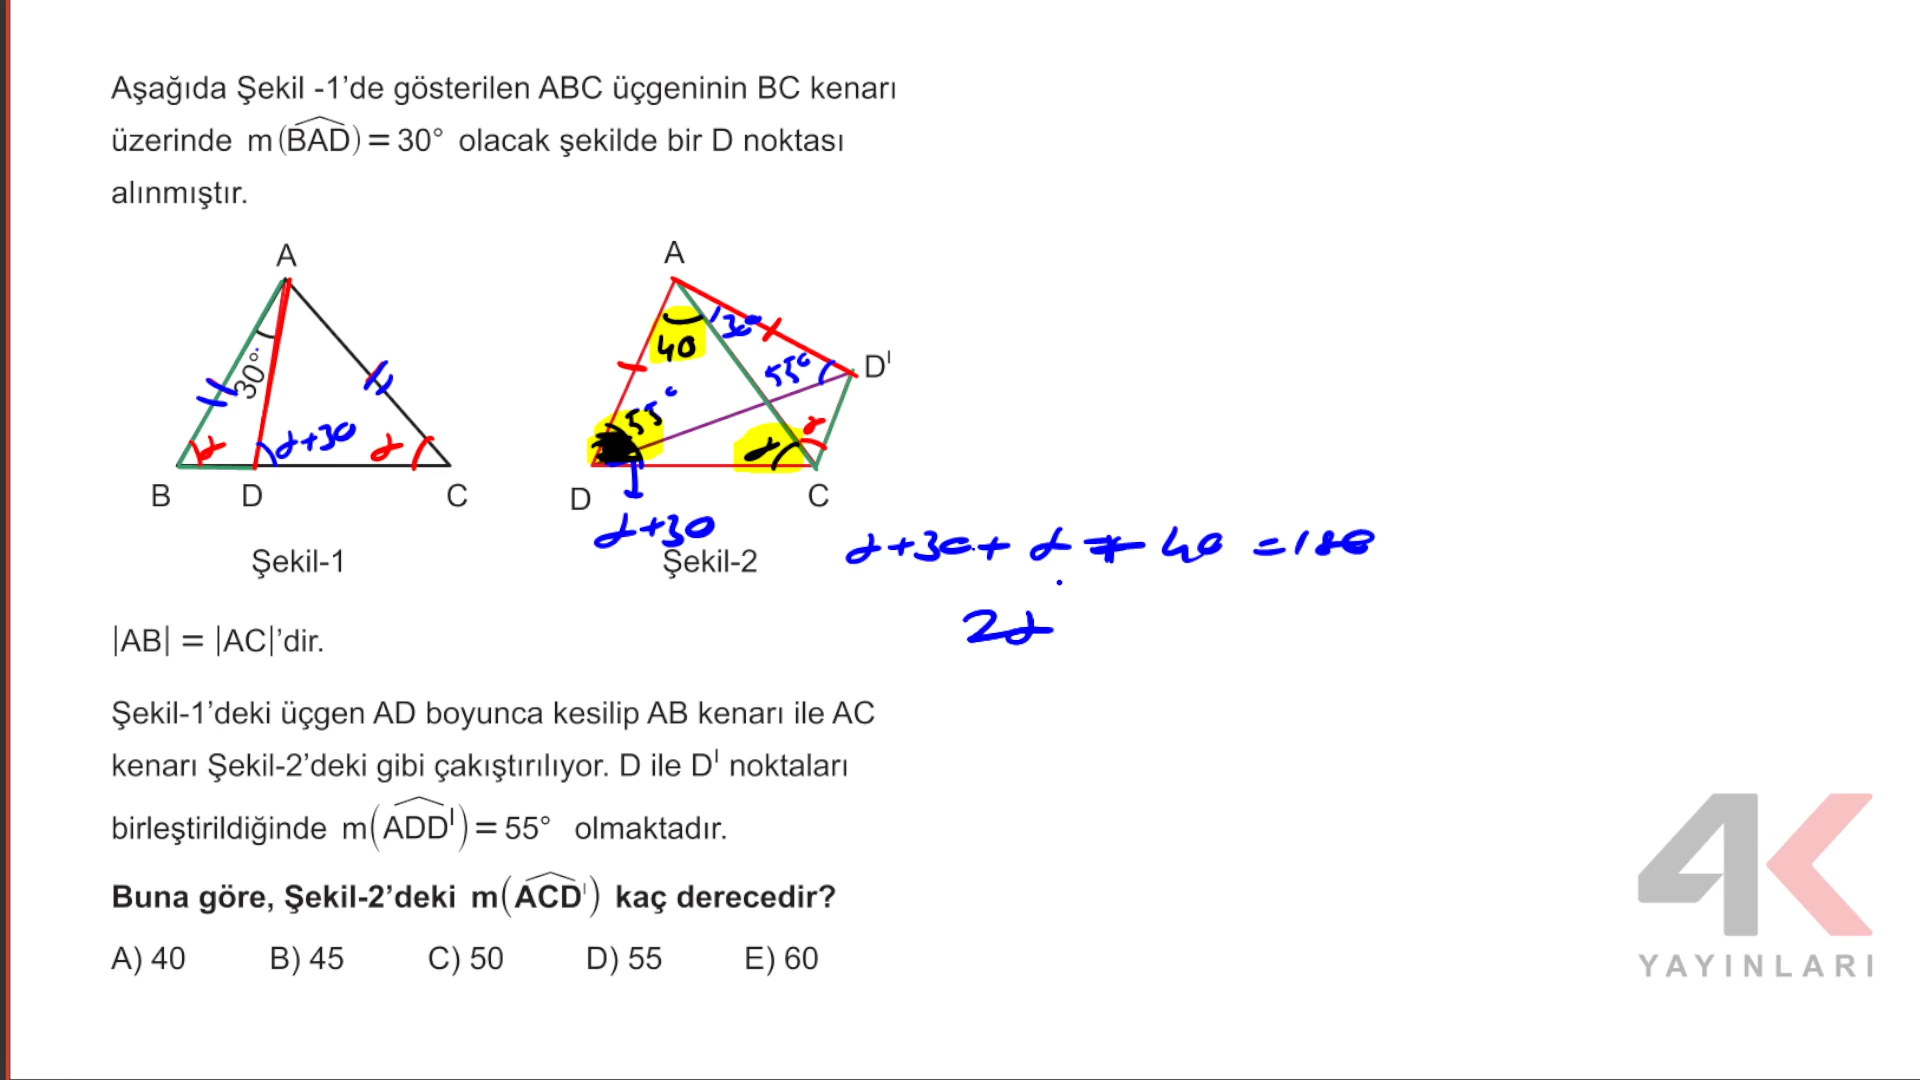 Aşağıda Şekil -1’de gösterilen ABC üçgeninin BC kenarı
üzerinde m(BAD) = 30° olacak şekilde bir D noktası
alınmıştır.
A
30°
α
α+30
α
B D C
Şekil-1
A
40
30
55°
D'
55°
α
α
D C
α+30
Şekil-2
α+30+ α + 40 =180
2α
|AB| = |AC|’dir.
Şekil-1’deki üçgen AD boyunca kesilip AB kenarı ile AC
kenarı Şekil-2’deki gibi çakıştırılıyor. D ile D' noktaları
birleştirildiğinde m(ADD') = 55° olmaktadır.
Buna göre, Şekil-2’deki m(ACD') kaç derecedir?
A) 40 B) 45 C) 50 D) 55 E) 60
4K
YAYINLARI